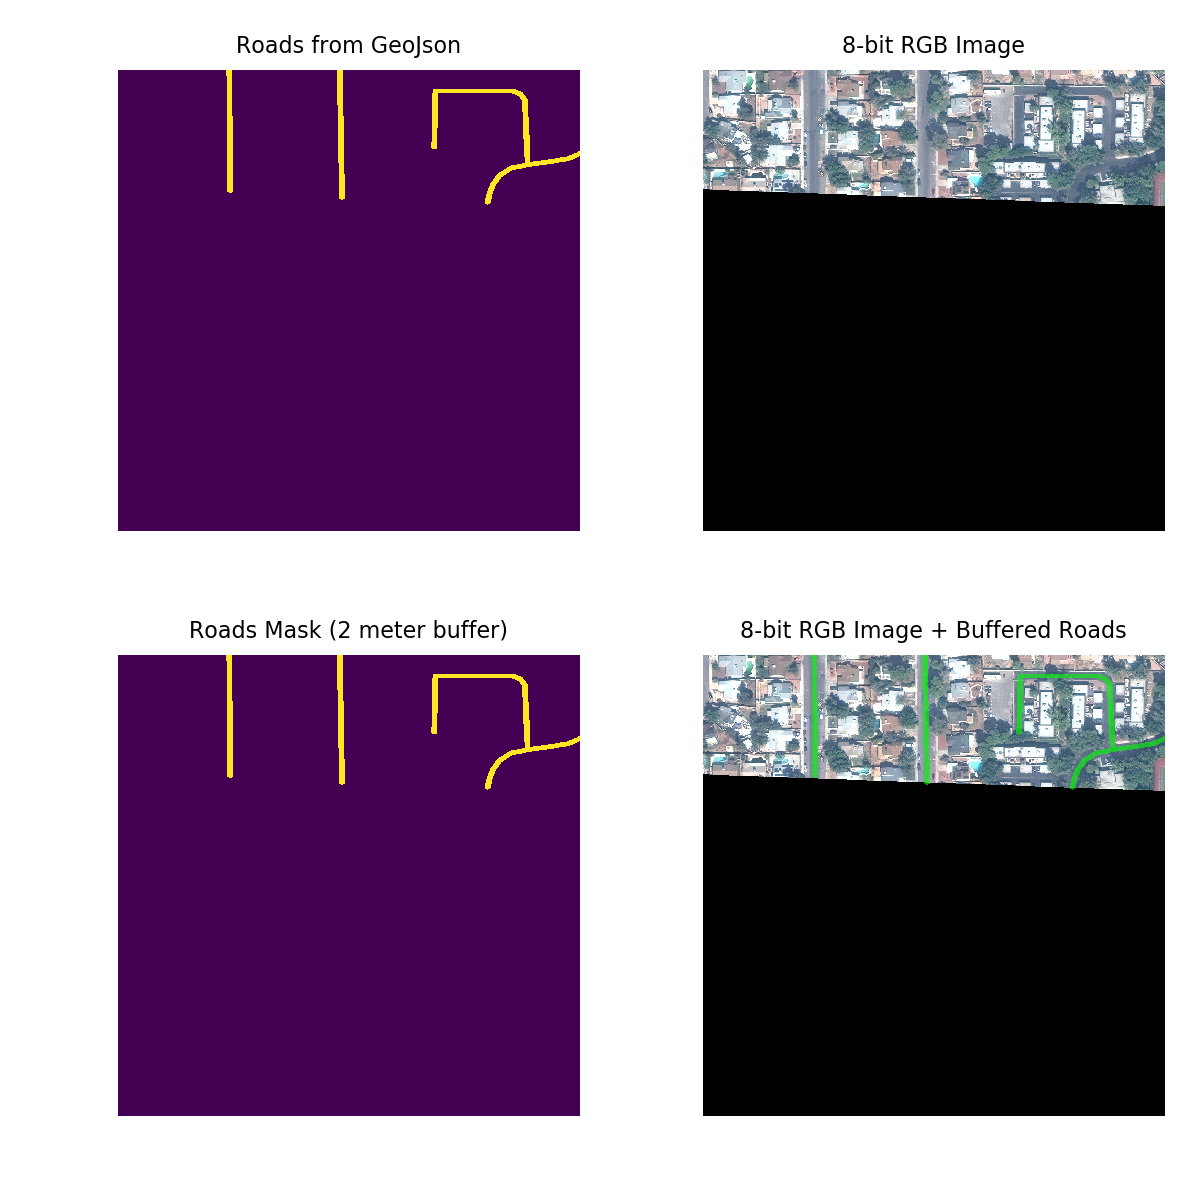 Roads from GeoJson
8-bit RGB Image
Roads Mask (2 meter buffer)
8-bit RGB Image + Buffered Roads